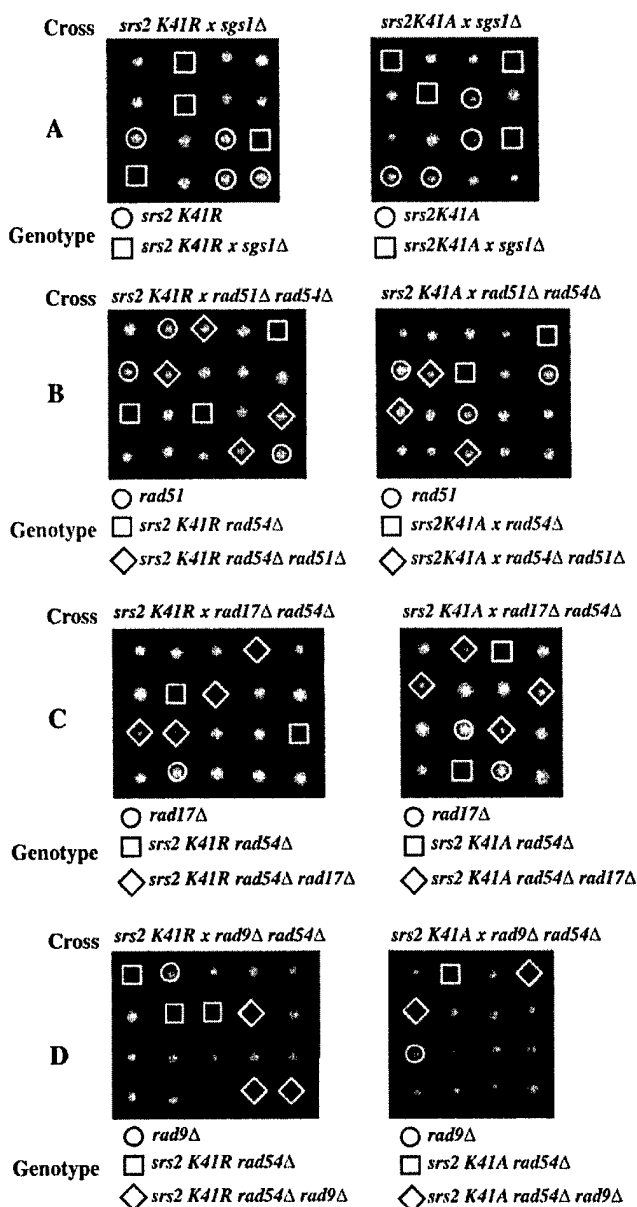 Cross srs2 K41R x sgs1Δ srs2K41A x sgs1Δ
A
Genotype
srs2 K41R srs2K41A
srs2 K41R x sgs1Δ srs2K41A x sgs1Δ
Cross srs2 K41R x rad51Δ rad54Δ srs2 K41A x rad51Δ rad54Δ
B
rad51 rad51
Genotype srs2 K41R rad54Δ srs2K41A x rad54Δ
srs2 K41R rad54Δ rad51Δ srs2K41A x rad54Δ rad51Δ
Cross srs2 K41R x rad17Δ rad54Δ srs2 K41A x rad17Δ rad54Δ
C
rad17Δ rad17Δ
Genotype srs2 K41R rad54Δ srs2 K41A rad54Δ
srs2 K41R rad54Δ rad17Δ srs2 K41A rad54Δ rad17Δ
Cross srs2 K41R x rad9Δ rad54Δ srs2 K41A x rad9Δ rad54Δ
D
rad9Δ rad9Δ
Genotype srs2 K41R rad54Δ srs2 K41A rad54Δ
srs2 K41R rad54Δ rad9Δ srs2 K41A rad54Δ rad9Δ